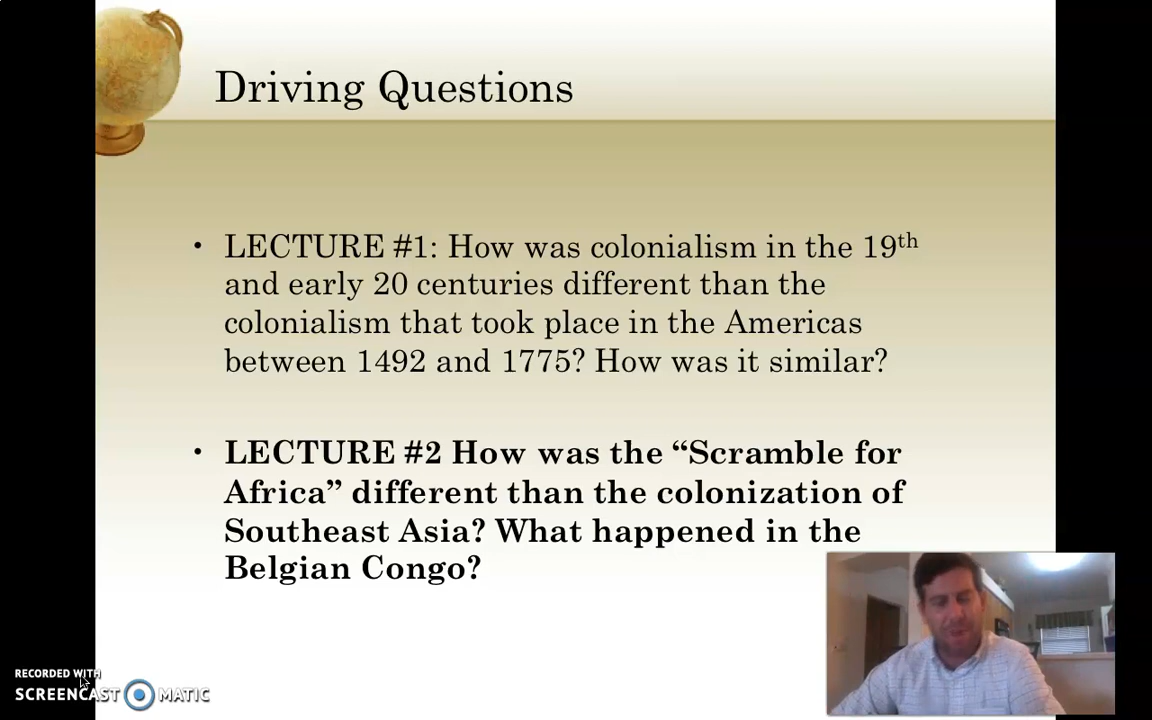 Driving Questions
• LECTURE #1: How was colonialism in the 19th
and early 20 centuries different than the
colonialism that took place in the Americas
between 1492 and 1775? How was it similar?
• LECTURE #2 How was the “Scramble for
Africa” different than the colonization of
Southeast Asia? What happened in the
Belgian Congo?
RECORDED WITH
SCREENCAST MATIC